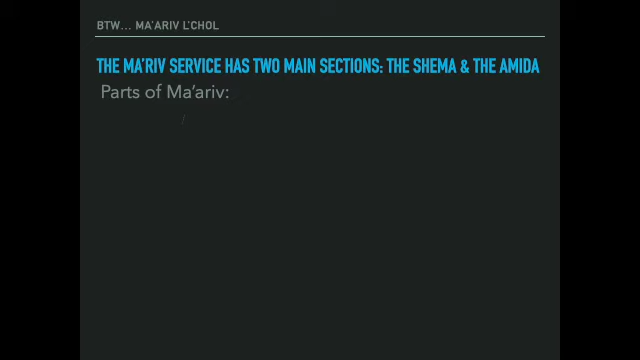 BTW... MA'ARIV L'CHOL
THE MA'RIV SERVICE HAS TWO MAIN SECTIONS: THE SHEMA & THE AMIDA
Parts of Ma'ariv: